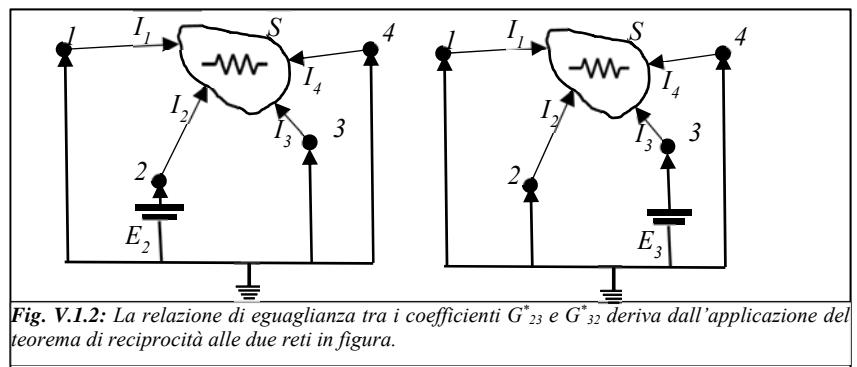 1 I₁ S 4
I₄
I₂
I₃ 3
2
E₂
1 I₁ S 4
I₄
I₂
I₃ 3
2
E₃
Fig. V.1.2: La relazione di eguaglianza tra i coefficienti G*₂₃ e G*₃₂ deriva dall’applicazione del
teorema di reciprocità alle due reti in figura.